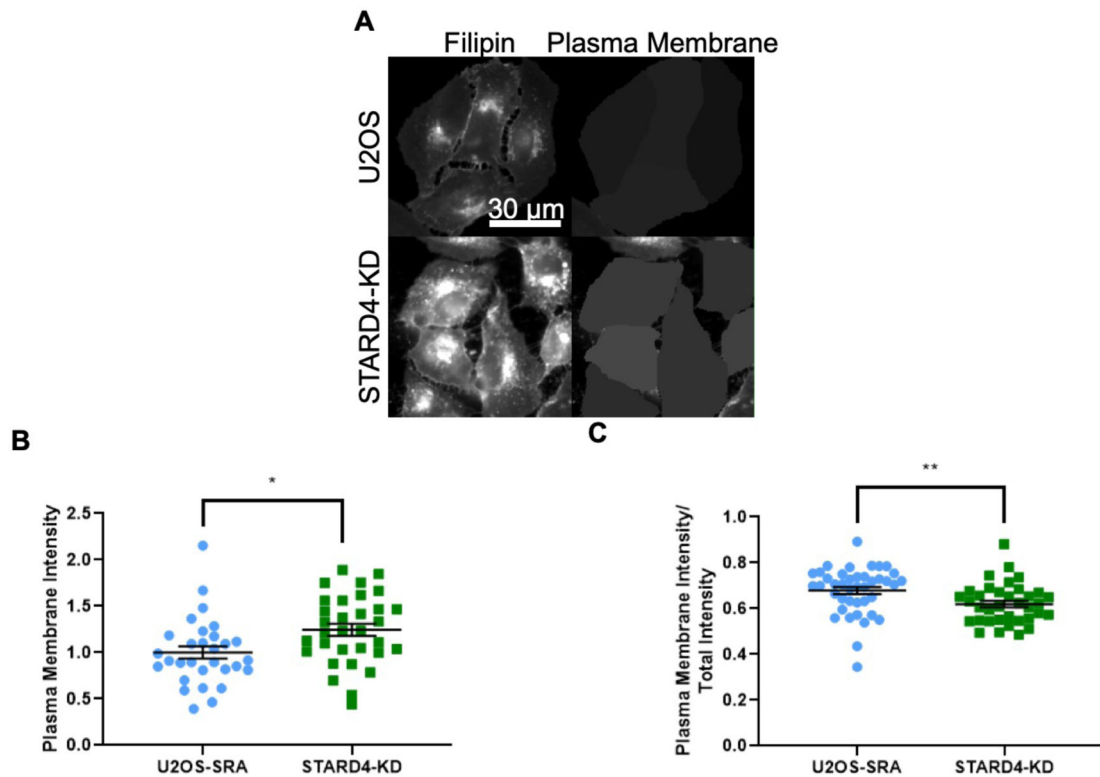 A
Filipin Plasma Membrane
U2OS
30 µm
STARD4-KD
B
C
*
**
Plasma Membrane Intensity
2.5
2.0
1.5
1.0
0.5
0.0
U2OS-SRA STARD4-KD
Plasma Membrane Intensity/
Total Intensity
1.0
0.8
0.6
0.4
0.2
0.0
U2OS-SRA STARD4-KD